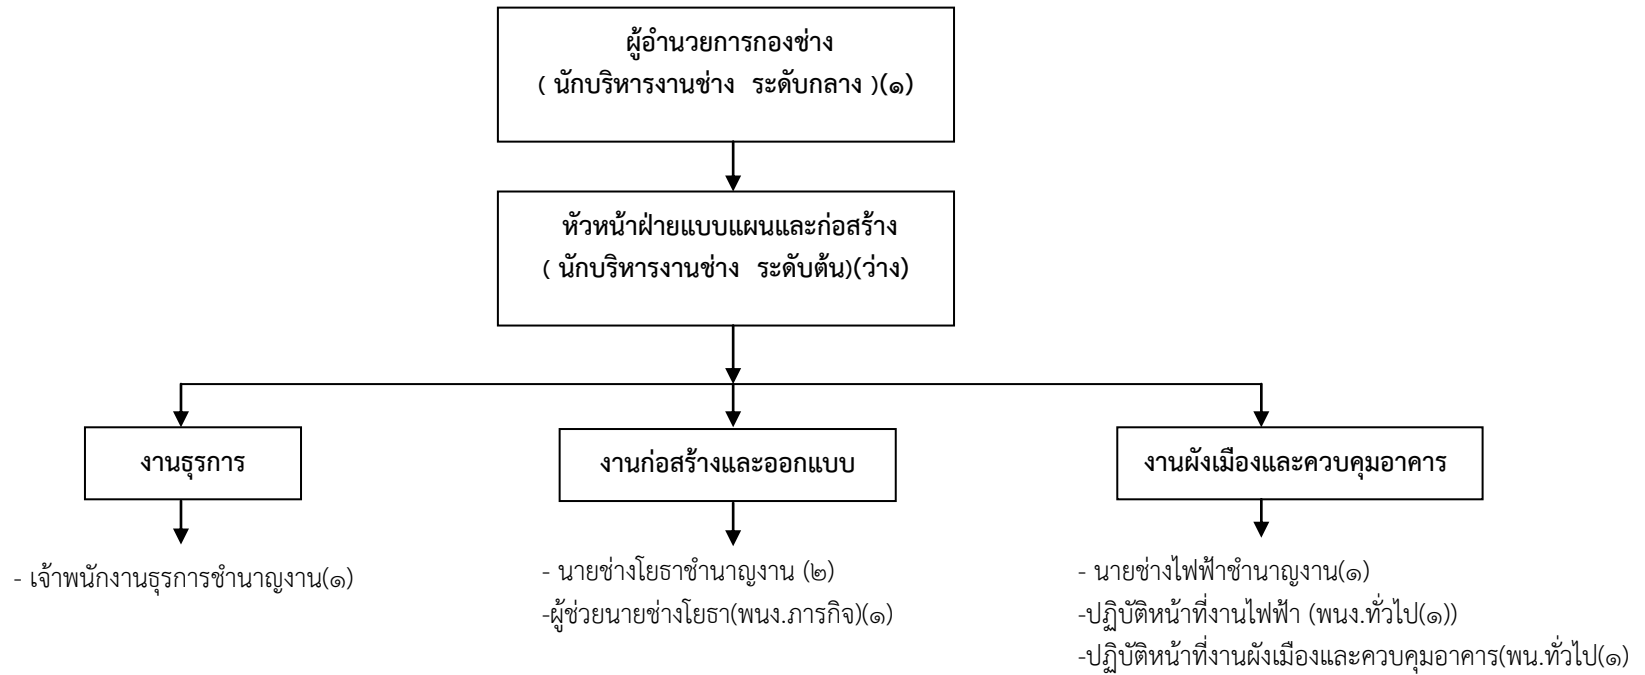 ผู้อำนวยการกองช่าง
( นักบริหารงานช่าง ระดับกลาง )(๑)
หัวหน้าฝ่ายแบบแผนและก่อสร้าง
( นักบริหารงานช่าง ระดับต้น)(ว่าง)
งานธุรการ
งานก่อสร้างและออกแบบ
งานผังเมืองและควบคุมอาคาร
- เจ้าพนักงานธุรการชำนาญงาน(๑)
- นายช่างโยธาชำนาญงาน (๒)
-ผู้ช่วยนายช่างโยธา(พนง.ภารกิจ)(๑)
- นายช่างไฟฟ้าชำนาญงาน(๑)
-ปฏิบัติหน้าที่งานไฟฟ้า (พนง.ทั่วไป(๑))
-ปฏิบัติหน้าที่งานผังเมืองและควบคุมอาคาร(พน.ทั่วไป(๑)